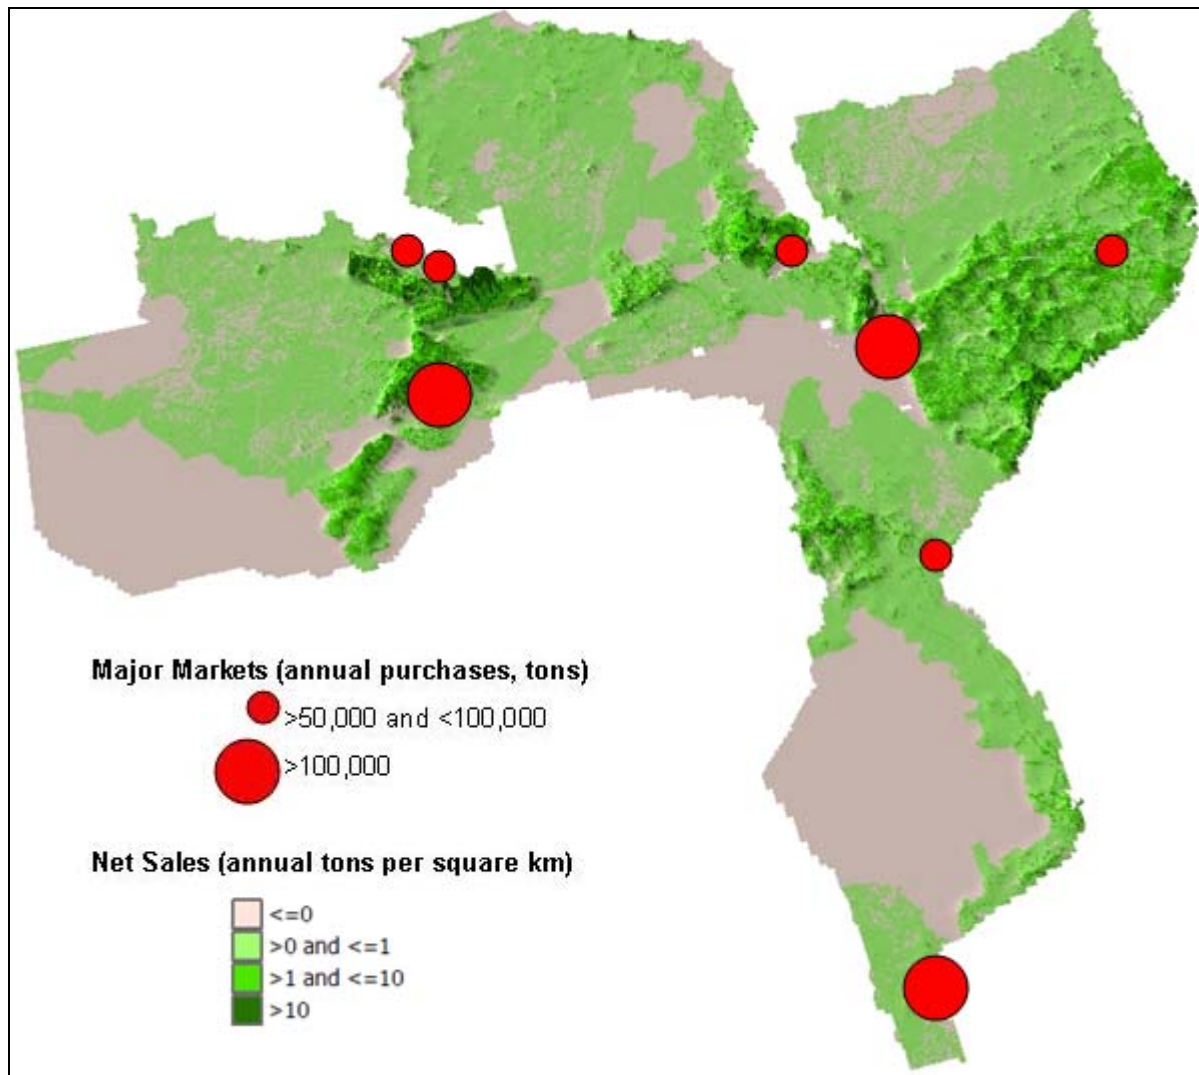 Major Markets (annual purchases, tons)
>50,000 and <100,000
>100,000
Net Sales (annual tons per square km)
<=0
>0 and <=1
>1 and <=10
>10